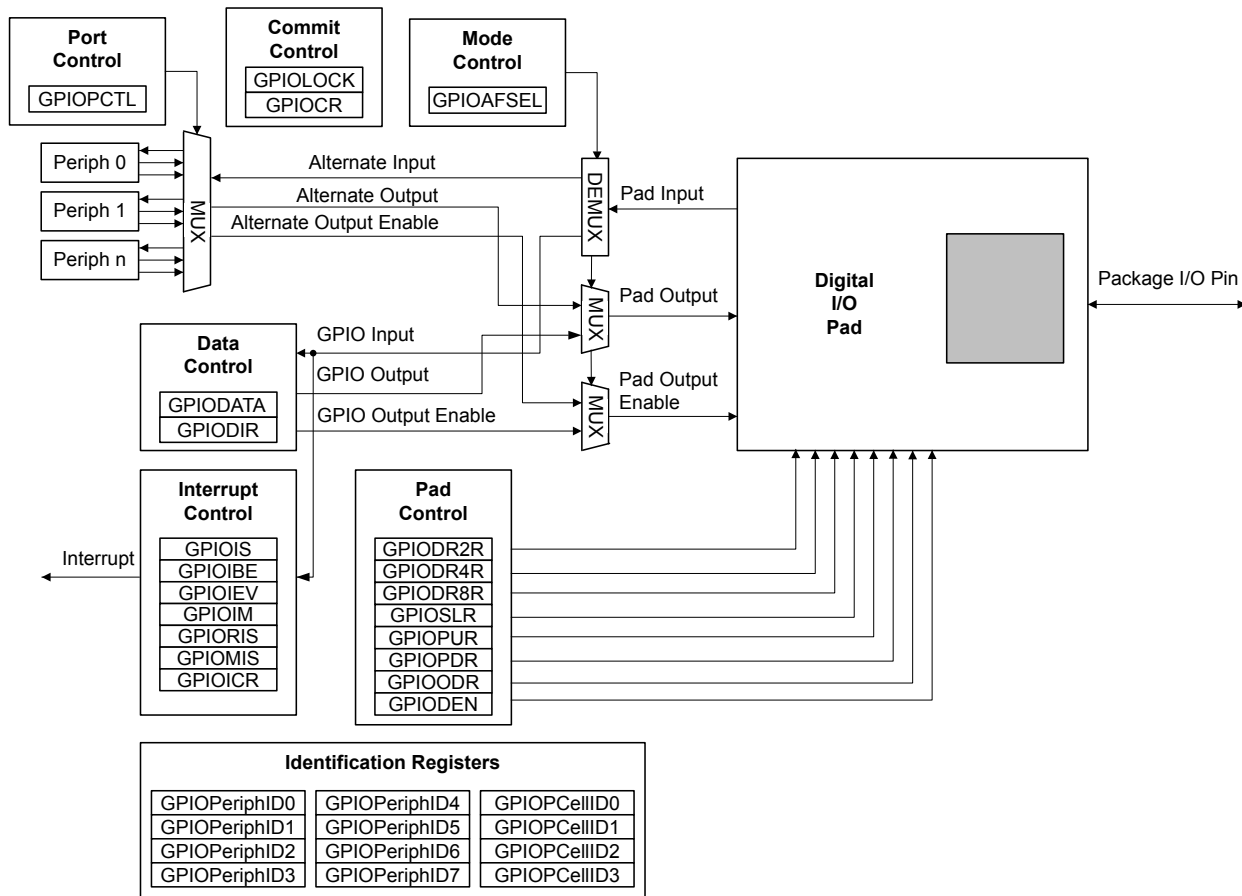 Port
Control
GPIOPCTL
Commit
Control
GPIOLOCK
GPIOCR
Mode
Control
GPIOAFSEL
Periph 0
Periph 1
Periph n
MUX
Alternate Input
Alternate Output
Alternate Output Enable
DEMUX
Pad Input
MUX
Pad Output
MUX
Pad Output
Enable
Digital
I/O
Pad
Package I/O Pin
Data
Control
GPIODATA
GPIODIR
GPIO Input
GPIO Output
GPIO Output Enable
Interrupt
Control
GPIOIS
GPIOIBE
GPIOIEV
GPIOIM
GPIORIS
GPIOMIS
GPIOICR
Interrupt
Pad
Control
GPIODR2R
GPIODR4R
GPIODR8R
GPIOSLR
GPIOPUR
GPIOPDR
GPIOODR
GPIODEN
Identification Registers
GPIOPeriphID0
GPIOPeriphID1
GPIOPeriphID2
GPIOPeriphID3
GPIOPeriphID4
GPIOPeriphID5
GPIOPeriphID6
GPIOPeriphID7
GPIOPCellID0
GPIOPCellID1
GPIOPCellID2
GPIOPCellID3